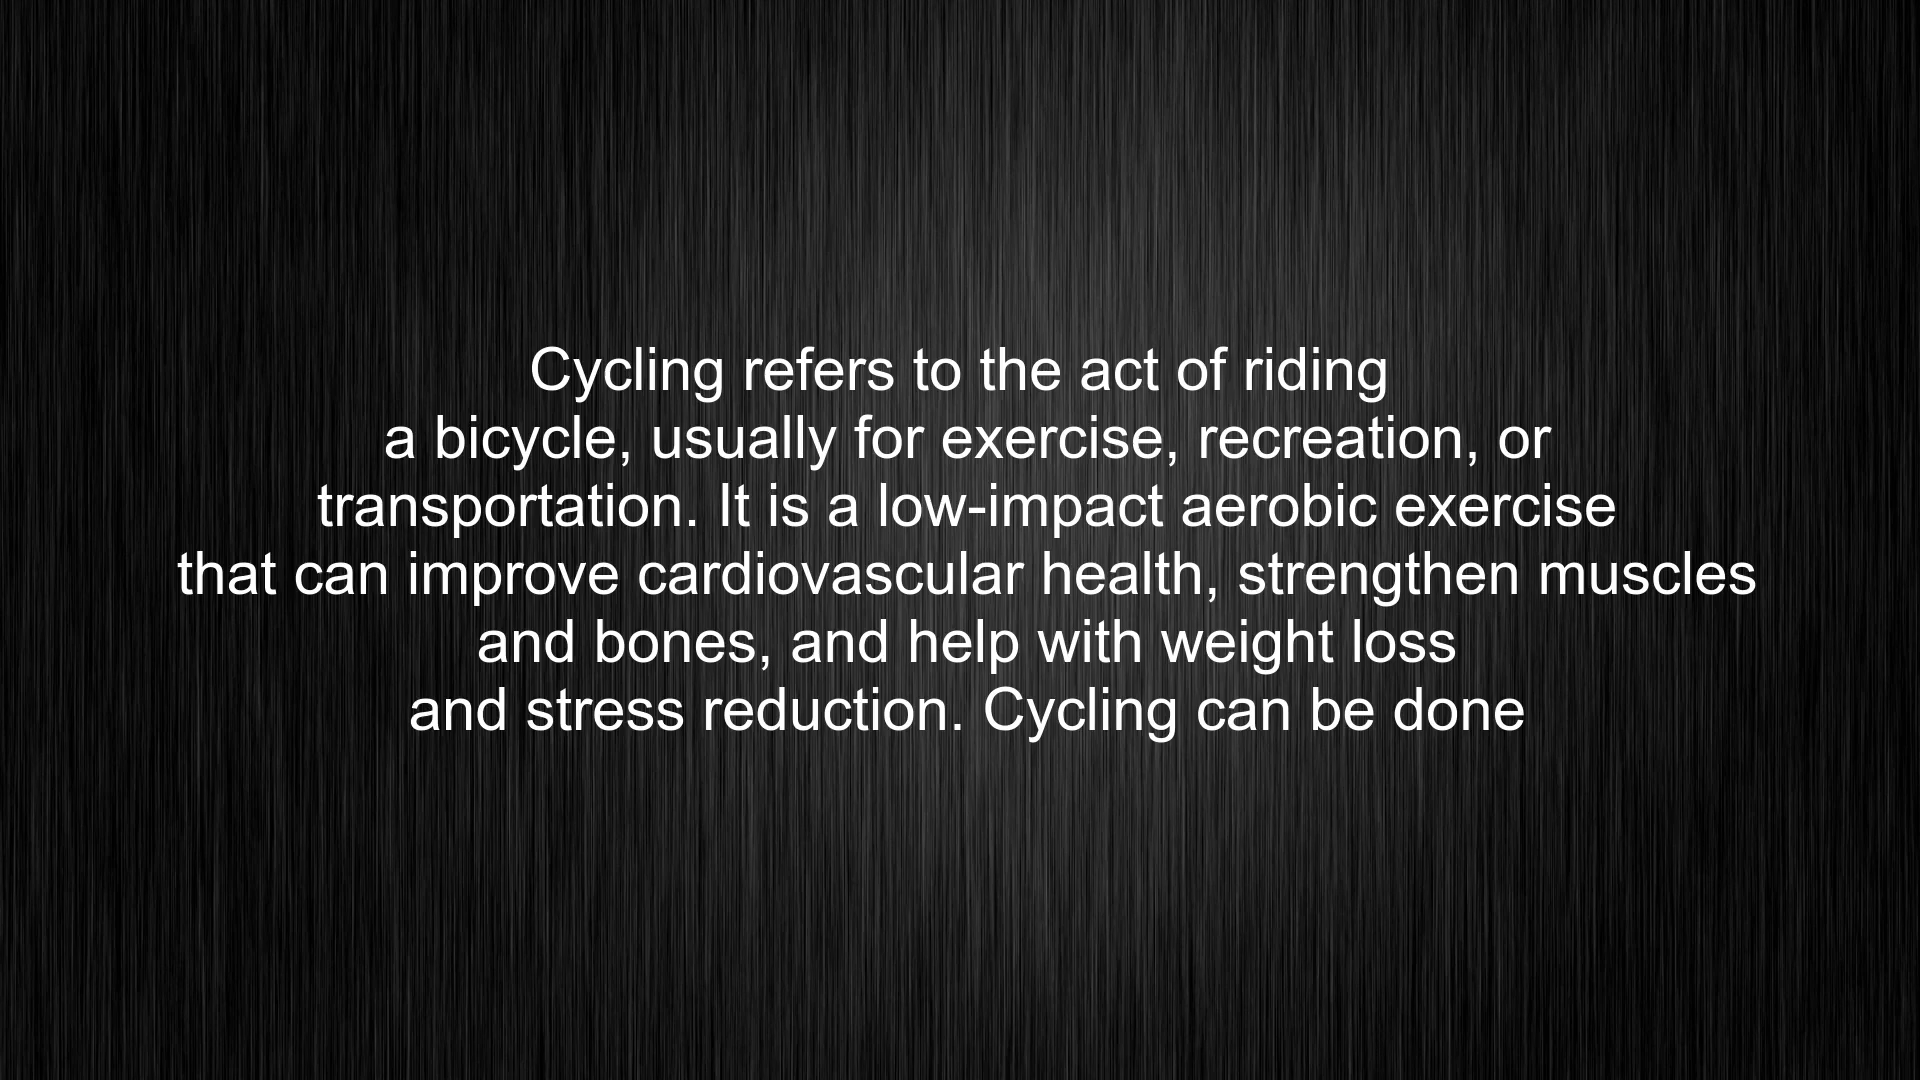 Cycling refers to the act of riding
a bicycle, usually for exercise, recreation, or
transportation. It is a low-impact aerobic exercise
that can improve cardiovascular health, strengthen muscles
and bones, and help with weight loss
and stress reduction. Cycling can be done